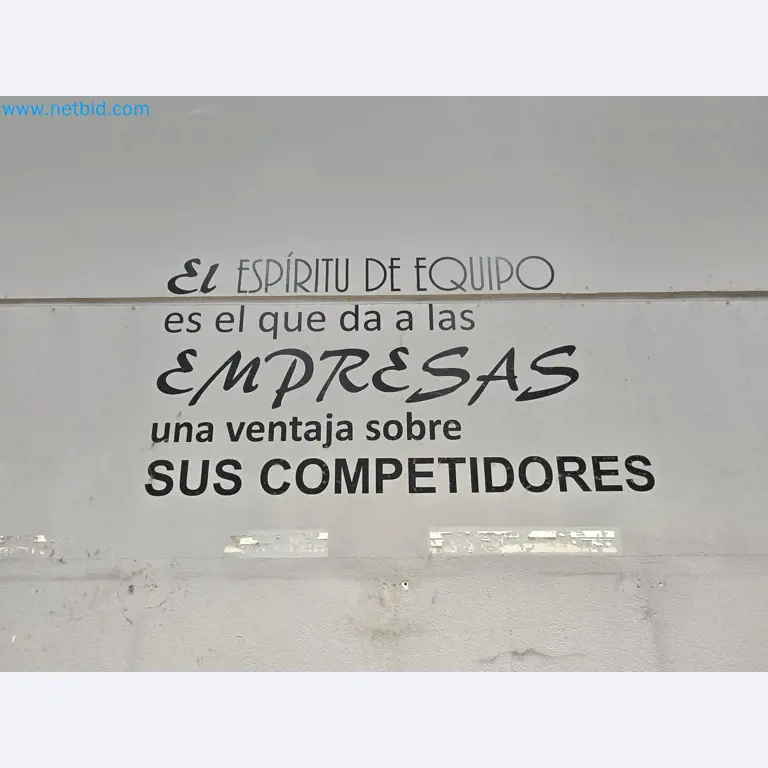 www.netbid.com
El ESPÍRITU DE EQUIPO
es el que da a las
EMPRESAS
una ventaja sobre
SUS COMPETIDORES